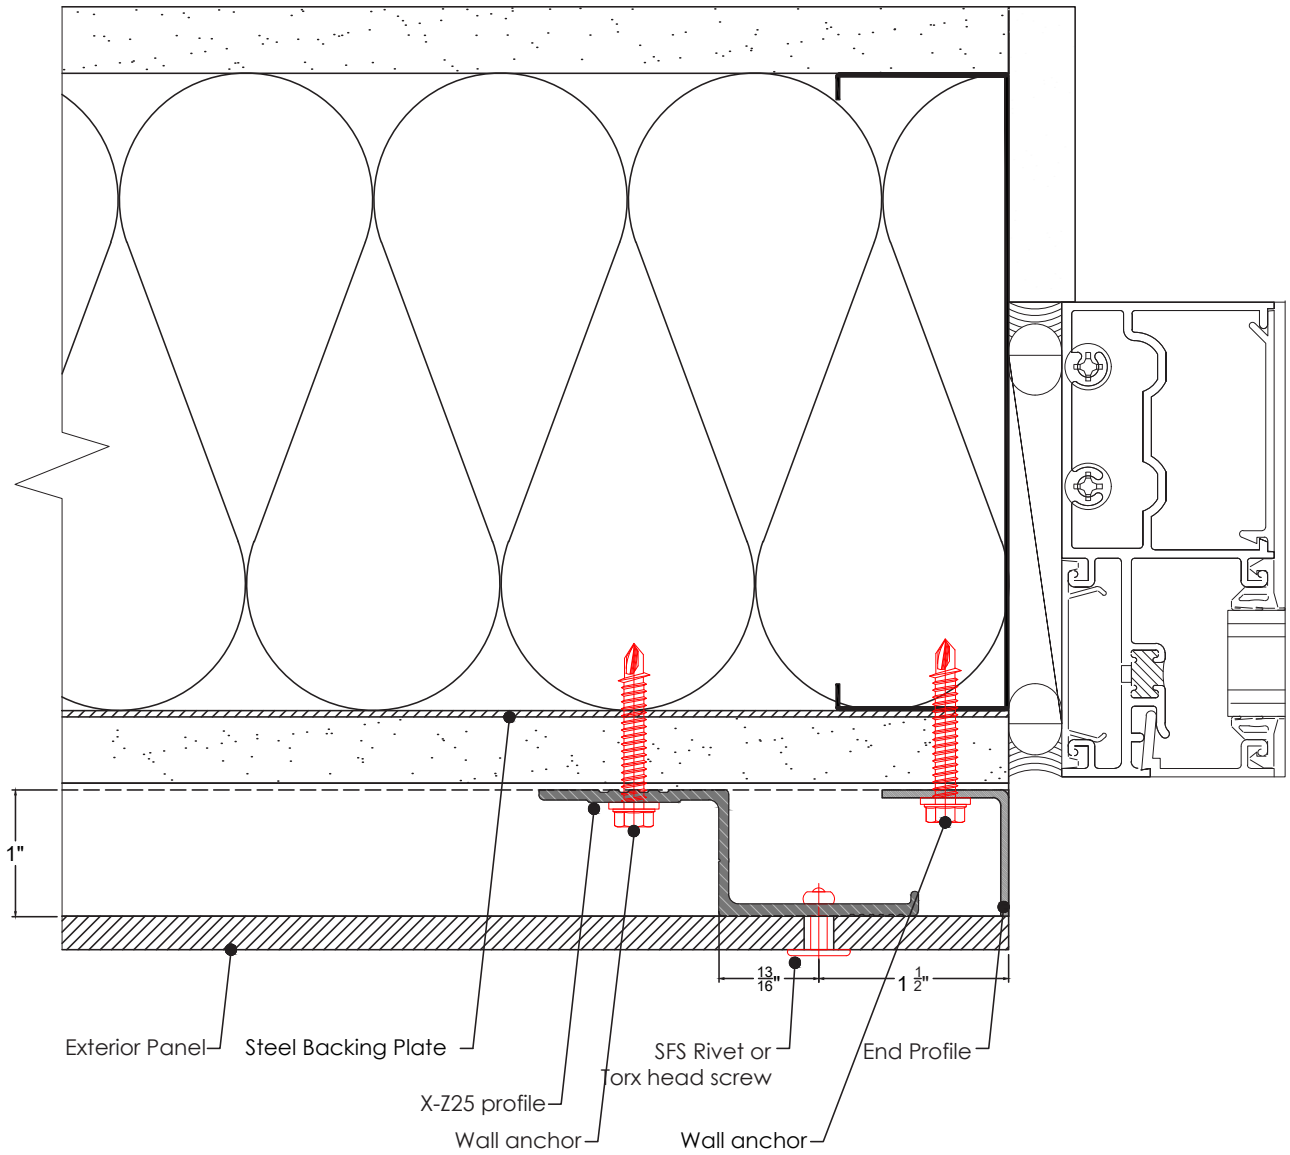 1"
13/16"
1 1/2"
Exterior Panel
Steel Backing Plate
SFS Rivet or
Torx head screw
End Profile
X-Z25 profile
Wall anchor
Wall anchor